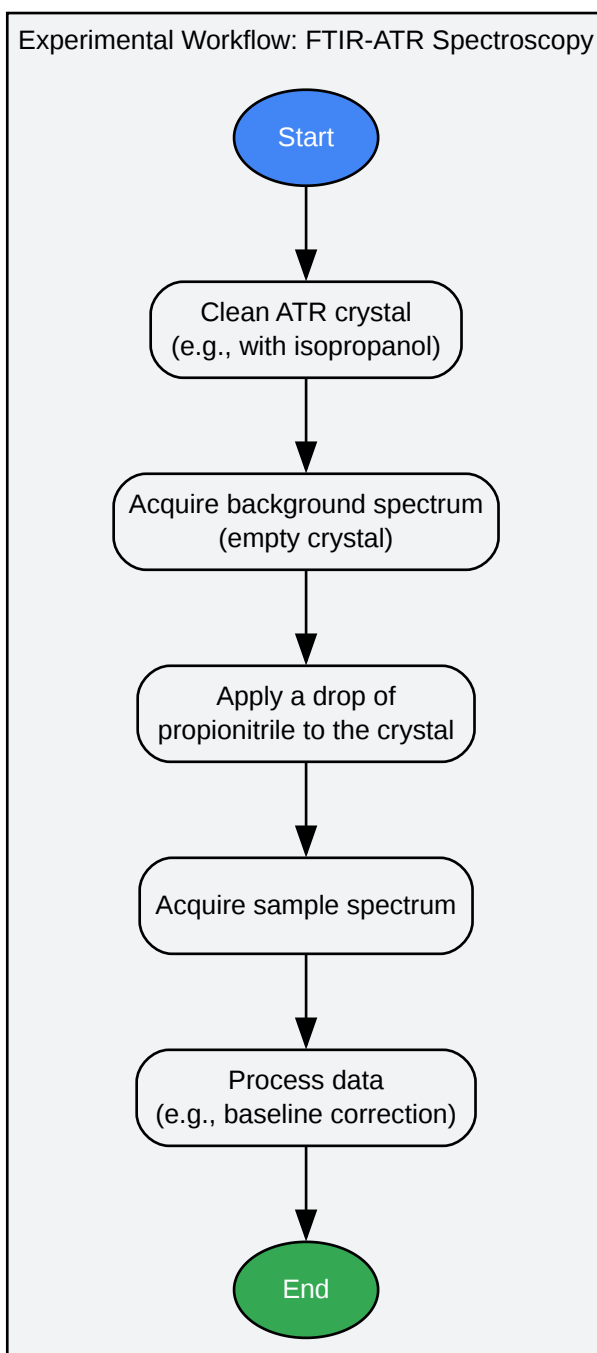 Experimental Workflow: FTIR-ATR Spectroscopy
Start
Clean ATR crystal
(e.g., with isopropanol)
Acquire background spectrum
(empty crystal)
Apply a drop of
propionitrile to the crystal
Acquire sample spectrum
Process data
(e.g., baseline correction)
End